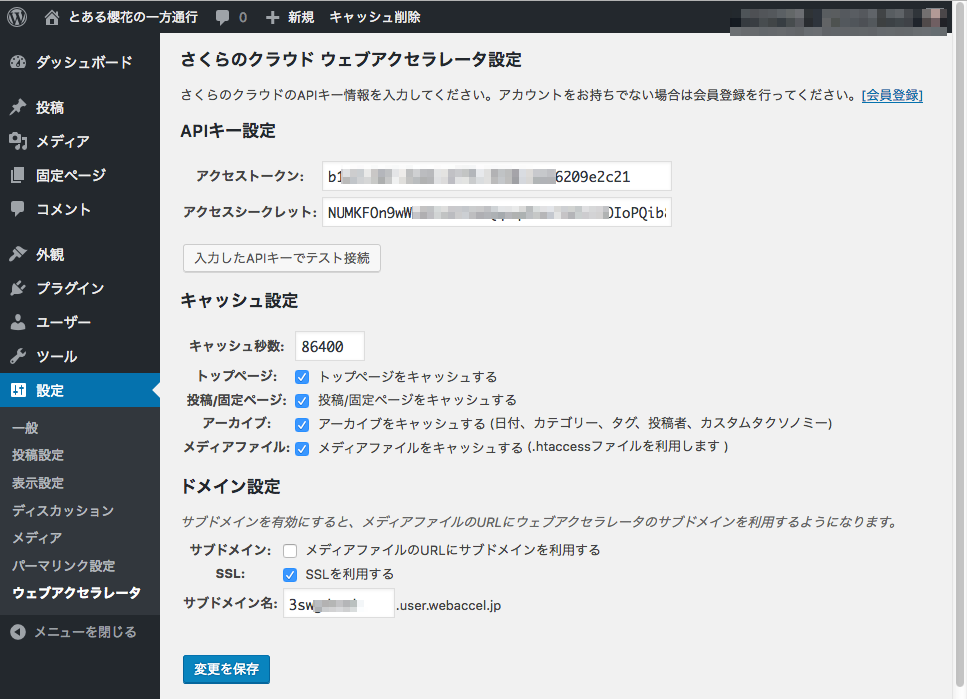 とある櫻花の一方通行 0 新規 キャッシュ削除
ダッシュボード
投稿
メディア
固定ページ
コメント
外観
プラグイン
ユーザー
ツール
設定
一般
投稿設定
表示設定
ディスカッション
メディア
パーマリンク設定
ウェブアクセラレータ
メニューを閉じる
さくらのクラウド ウェブアクセラレータ設定
さくらのクラウドのAPIキー情報を入力してください。アカウントをお持ちでない場合は会員登録を行ってください。[会員登録]
APIキー設定
アクセストークン: b1 6209e2c21
アクセスシークレット: NUMKFOn9wW OIoPQib
入力したAPIキーでテスト接続
キャッシュ設定
キャッシュ秒数: 86400
トップページ: トップページをキャッシュする
投稿/固定ページ: 投稿/固定ページをキャッシュする
アーカイブ: アーカイブをキャッシュする (日付、カテゴリー、タグ、投稿者、カスタムタクソノミー)
メディアファイル: メディアファイルをキャッシュする (.htaccessファイルを利用します )
ドメイン設定
サブドメインを有効にすると、メディアファイルのURLにウェブアクセラレータのサブドメインを利用するようになります。
サブドメイン: メディアファイルのURLにサブドメインを利用する
SSL: SSLを利用する
サブドメイン名: 3sw .user.webaccel.jp
変更を保存